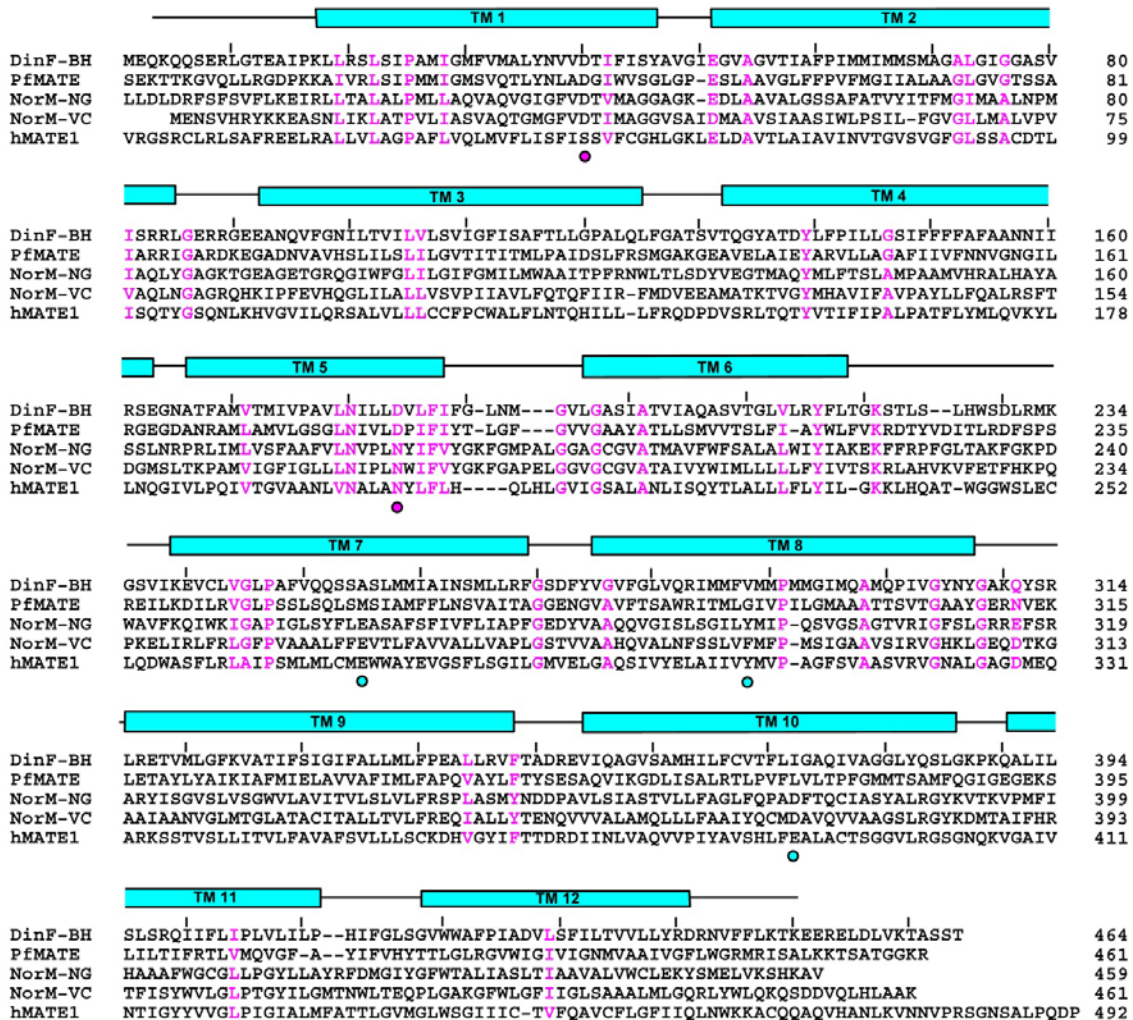 TM 1 TM 2
DinF-BH MEQKQQSERLGTEAIPKLLRSLSIPAMIGMFVMALYNVVDTIFISYAVGIEGVAGVTIAFPIMMIMMSMAGALGIGGASV 80
PfMATE SEKTTKGVQLLRGDPKKAIVRLSIPMMIGMSVQTLYNLADGIWVSGLGP-ESLAAVGLFFPVFMGIIALAAGLGVGTSSA 81
NorM-NG LLDLDRFSFSVFLKEIRLLTALALPMLLAQVAQVGIGFVDTVMAGGAGK-EDLAAVALGSSAFATVYITFMGIMAALNPM 80
NorM-VC MENSVHRYKKEASNLIKLATPVLIASVAQTGMGFVDTIMAGGVSAIDMAAVSIAASIWLPSIL-FGVGLLMALVPV 75
hMATE1 VRGSRCLRLSAFREELRALLVLAGPAFLVQLMVFLISFISSVFCGHLGKLELDAVTLAIAVINVTGVSVGFGLSSACDTL 99
TM 3 TM 4
DinF-BH ISRRLGERRGEEANQVFGNILTVILVLSVIGFISAFTLLGPALQLFGATSVTQGYATDYLFPILLGSIFFFFAFAANNII 160
PfMATE IARRIGARDKEGADNVAVHSLILSLILGVTITITMLPAIDSLFRSMGAKGEAVELAIEYARVLLAGAFIIVFNNVGNGIL 161
NorM-NG IAQLYGAGKTGEAGETGRQGIWFGLILGIFGMILMWAAITPFRNWLTLSDYVEGTMAQYMLFTSLAMPAAMVHRALHAYA 160
NorM-VC VAQLNGAGRQHKIPFEVHQGLILALLVSVPIIAVLFQTQFIIR-FMDVEEAMATKTVGYMHAVIFAVPAYLLFQALRSFT 154
hMATE1 ISQTYGSQNLKHVGVILQRSALVLLLCCFPCWALFLNTQHILL-LFRQDPDVSRLTQTYVTIFIPALPATFLYMLQVKYL 178
TM 5 TM 6
DinF-BH RSEGNATFAMVTMIVPAVLNILLDVLFIFG-LNM---GVLGASIATVIAQASVTGLVLRYFLTGKSTLS--LHWSDLRMK 234
PfMATE RGEGDANRAMLAMVLGSGLNIVLDPIFIYT-LGF---GVVGAAYATLLSMVVTSLFI-AYWLFVKRDTYVDITLRDFSPS 235
NorM-NG SSLNRPRLIMLVSFAAFVLNVPLNYIFVYGKFGMPALGGAGCGVATMAVFWFSALALWIYIAKEKFFRPFGLTAKFGKPD 240
NorM-VC DGMSLTKPAMVIGFIGLLLNIPLNWIFVYGKFGAPELGGVGCGVATAIVYWIMLLLLLFYIVTSKRLAHVKVFETFHKPQ 234
hMATE1 LNQGIVLPQIVTGVAANLVNALANYLFLH----QLHLGVIGSALANLISQYTLALLLFLYIL-GKKLHQAT-WGGWSLEC 252
TM 7 TM 8
DinF-BH GSVIKEVCLVGLPAFVQQSSASLMMIAINSMLLRFGSDFYVGVFGLVQRIMMFVMMPMMGIMQAMQPIVGYNYGAKQYSR 314
PfMATE REILKDILRVGLPSSLSQLSMSIAMFFLNSVAITAGGENGVAVFTSAWRITMLGIVPILGMAAATTSVTGAAYGERNVEK 315
NorM-NG WAVFKQIWKIGAPIGLSYFLEASAFSFIVFLIAPFGEDYVAAQQVGISLSGILYMIP-QSVGSAGTVRIGFSLGRREFSR 319
NorM-VC PKELIRLFRLGFPVAAALFFEVTLFAVVALLVAPLGSTVVAAHQVALNFSSLVFMFP-MSIGAAVSIRVGHKLGEQDTKG 313
hMATE1 LQDWASFLRLAIPSMLMLCMEWWAYEVGSFLSGILGMVELGAQSIVYELAIIVYMVP-AGFSVAASVRVGNALGAGDMEQ 331
TM 9 TM 10
DinF-BH LRETVMLGFKVATIFSIGIFALLMLFPEALLRVFTADREVIQAGVSAMHILFCVTFLIGAQIVAGGLYQSLGKPKQALIL 394
PfMATE LETAYLYAIKIAFMIELAVVAFIMLFAPQVAYLFTYSESAQVIKGDLISALRTLPVFLVLTPFGMMTSAMFQGIGEGEKS 395
NorM-NG ARYISGVSLVSGWVLAVITVLSLVLFRSPLASMYNDDPAVLSIASTVLLFAGLFQPADFTQCIASYALRGYKVTKVPMFI 399
NorM-VC AAIAANVGLMTGLATACITALLTVLFREQIALLYTENQVVVALAMQLLLFAAIYQCMDAVQVVAAGSLRGYKDMTAIFHR 393
hMATE1 ARKSSTVSLLITVLFAVAFSVLLLSCKDHVGYIFTTDRDIINLVAQVVPIYAVSHLFEALACTSGGVLRGSGNQKVGAIV 411
TM 11 TM 12
DinF-BH SLSRQIIFLIPLVLILP--HIFGLSGVWWAFPIADVLSFILTVVLLYRDRNVFFLKTKEERELDLVKTASST 464
PfMATE LILTIFRTLVMQVGF-A--YIFVHYTTLGLRGVWIGIVIGNMVAAIVGFLWGRMRISALKKTSATGGKR 461
NorM-NG HAAAFWGCGLLPGYLLAYRFDMGIYGFWTALIASLTIAAVALVWCLEKYSMELVKSHKAV 459
NorM-VC TFISYWVLGLPTGYILGMTNWLTEQPLGAKGFWLGFIIGLSAAALMLGQRLYWLQKQSDDVQLHLAAK 461
hMATE1 NTIGYYVVGLPIGIALMFATTLGVMGLWSGIIIC-TVFQAVCFLGFIIQLNWKKACQQAQVHANLKVNNVPRSGNSALPQDP 492